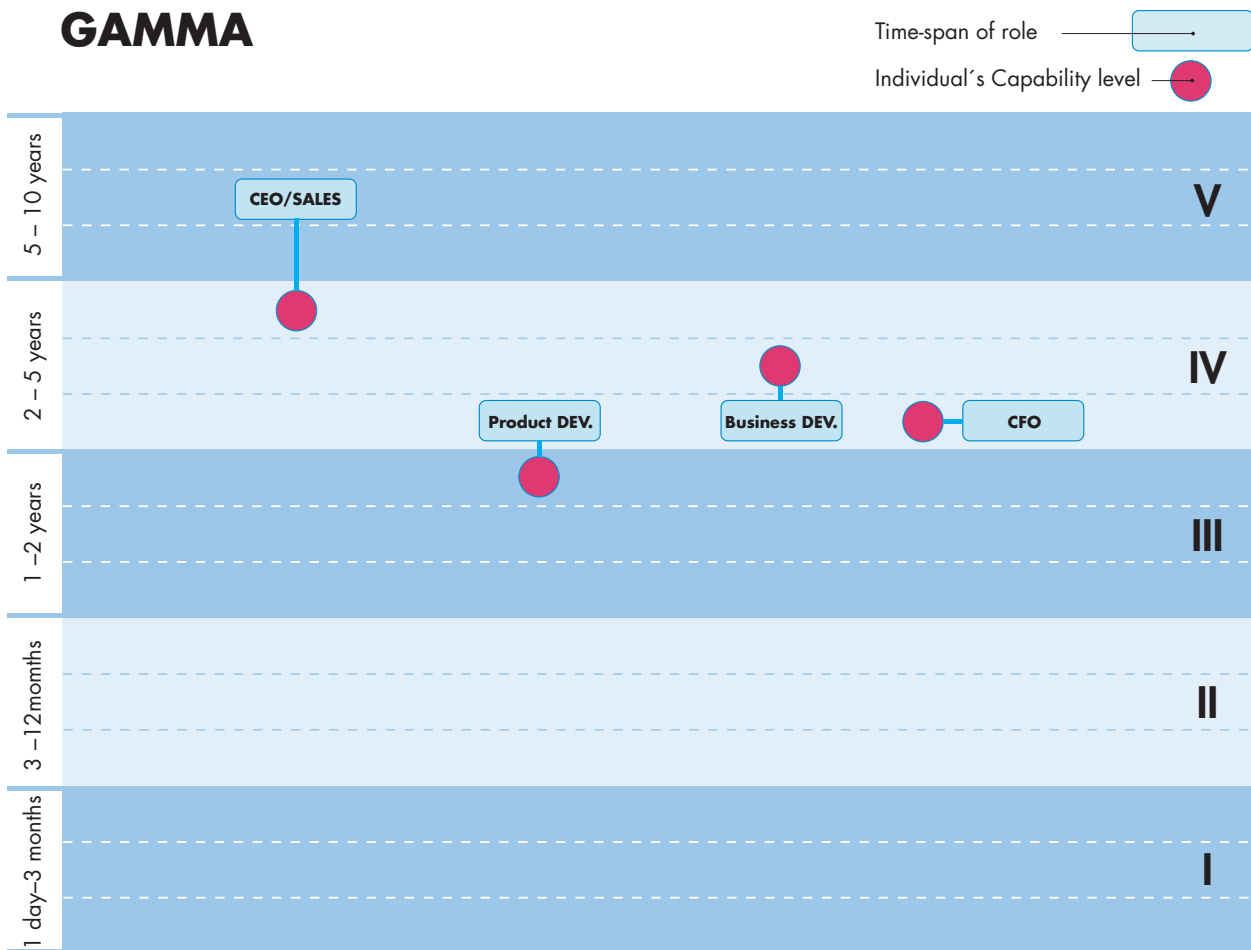 GAMMA
Time-span of role
Individual´s Capability level
5 – 10 years
V
CEO/SALES
2 – 5 years
IV
Product DEV.
Business DEV.
CFO
1 –2 years
III
3 –12momths
II
1 day–3 months
I